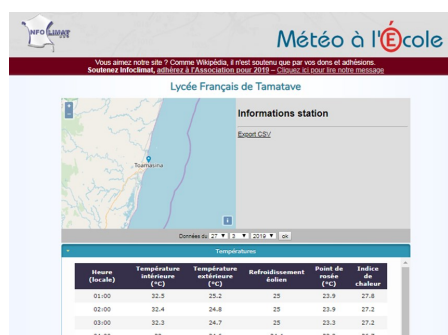 INFOCLIMAT
Météo à l'École
Vous aimez notre site ? Comme Wikipédia, il n'est soutenu que par vos dons et adhésions.
Soutenez Infoclimat, adhérez à l'Association pour 2019 – Cliquez ici pour lire notre message
Lycée Français de Tamatave
+
−
Toamasina
i
Informations station
Export CSV
Données du 27 3 2019 ok
Températures
Heure (locale) Température intérieure (°C) Température extérieure (°C) Refroidissement éolien Point de rosée (°C) Indice de chaleur
01:00 32.5 25.2 25 23.9 27.8
02:00 32.4 24.8 25 23.9 27.2
03:00 32.3 24.7 25 23.3 27.2